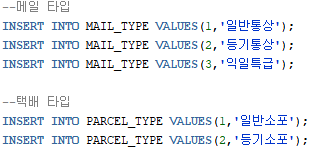 --메일 타입
INSERT INTO MAIL_TYPE VALUES(1,'일반통상');
INSERT INTO MAIL_TYPE VALUES(2,'등기통상');
INSERT INTO MAIL_TYPE VALUES(3,'익일특급');
--택배 타입
INSERT INTO PARCEL_TYPE VALUES(1,'일반소포');
INSERT INTO PARCEL_TYPE VALUES(2,'등기소포');